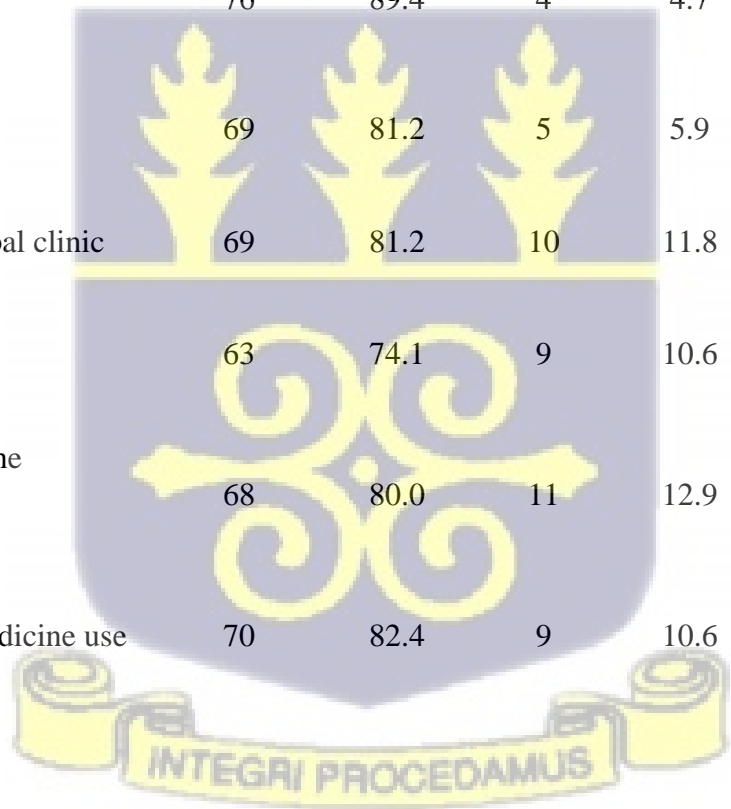 76 89.4 4 4.7
69 81.2 5 5.9
al clinic 69 81.2 10 11.8
63 74.1 9 10.6
68 80.0 11 12.9
dicine use 70 82.4 9 10.6
INTEGRI PROCEDAMUS